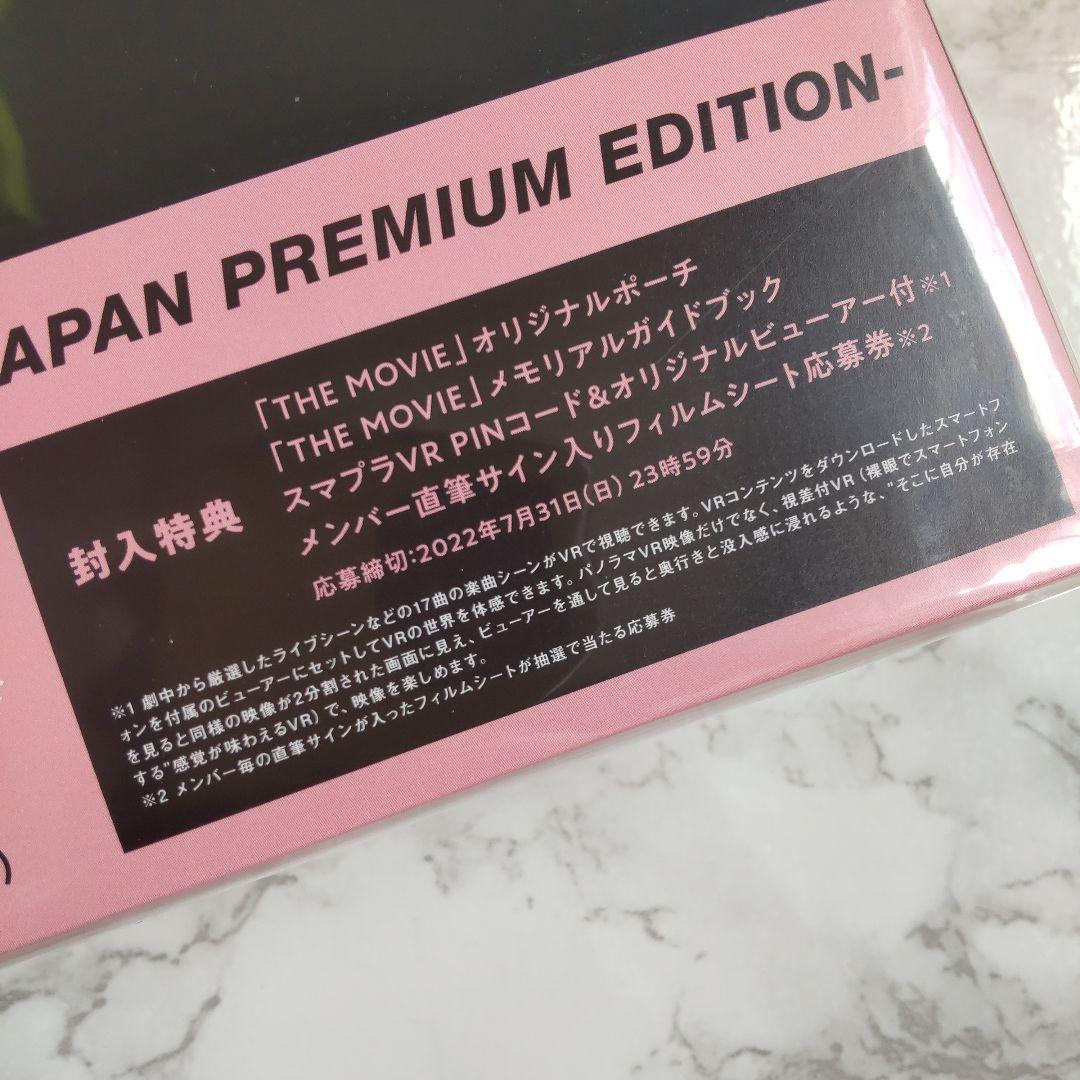 APAN PREMIUM EDITION-
封入特典
「THE MOVIE」オリジナルポーチ
「THE MOVIE」メモリアルガイドブック
スマプラVR PINコード&オリジナルビューアー付※1
メンバー直筆サイン入りフィルムシート応募券※2
応募締切:2022年7月31日(日) 23時59分
※1 劇中から厳選したライブシーンなどの17曲の楽曲シーンがVRで視聴できます。VRコンテンツをダウンロードしたスマートフ
ォンを付属のビューアーにセットしてVRの世界を体感できます。パノラマVR映像だけでなく、視差付VR (裸眼でスマートフォン
を見ると同様の映像が2分割された画面に見え、ビューアーを通して見ると奥行きと没入感に浸れるような、"そこに自分が存在
する"感覚が味わえるVR) で、映像を楽しめます。
※2 メンバー毎の直筆サインが入ったフィルムシートが抽選で当たる応募券
)